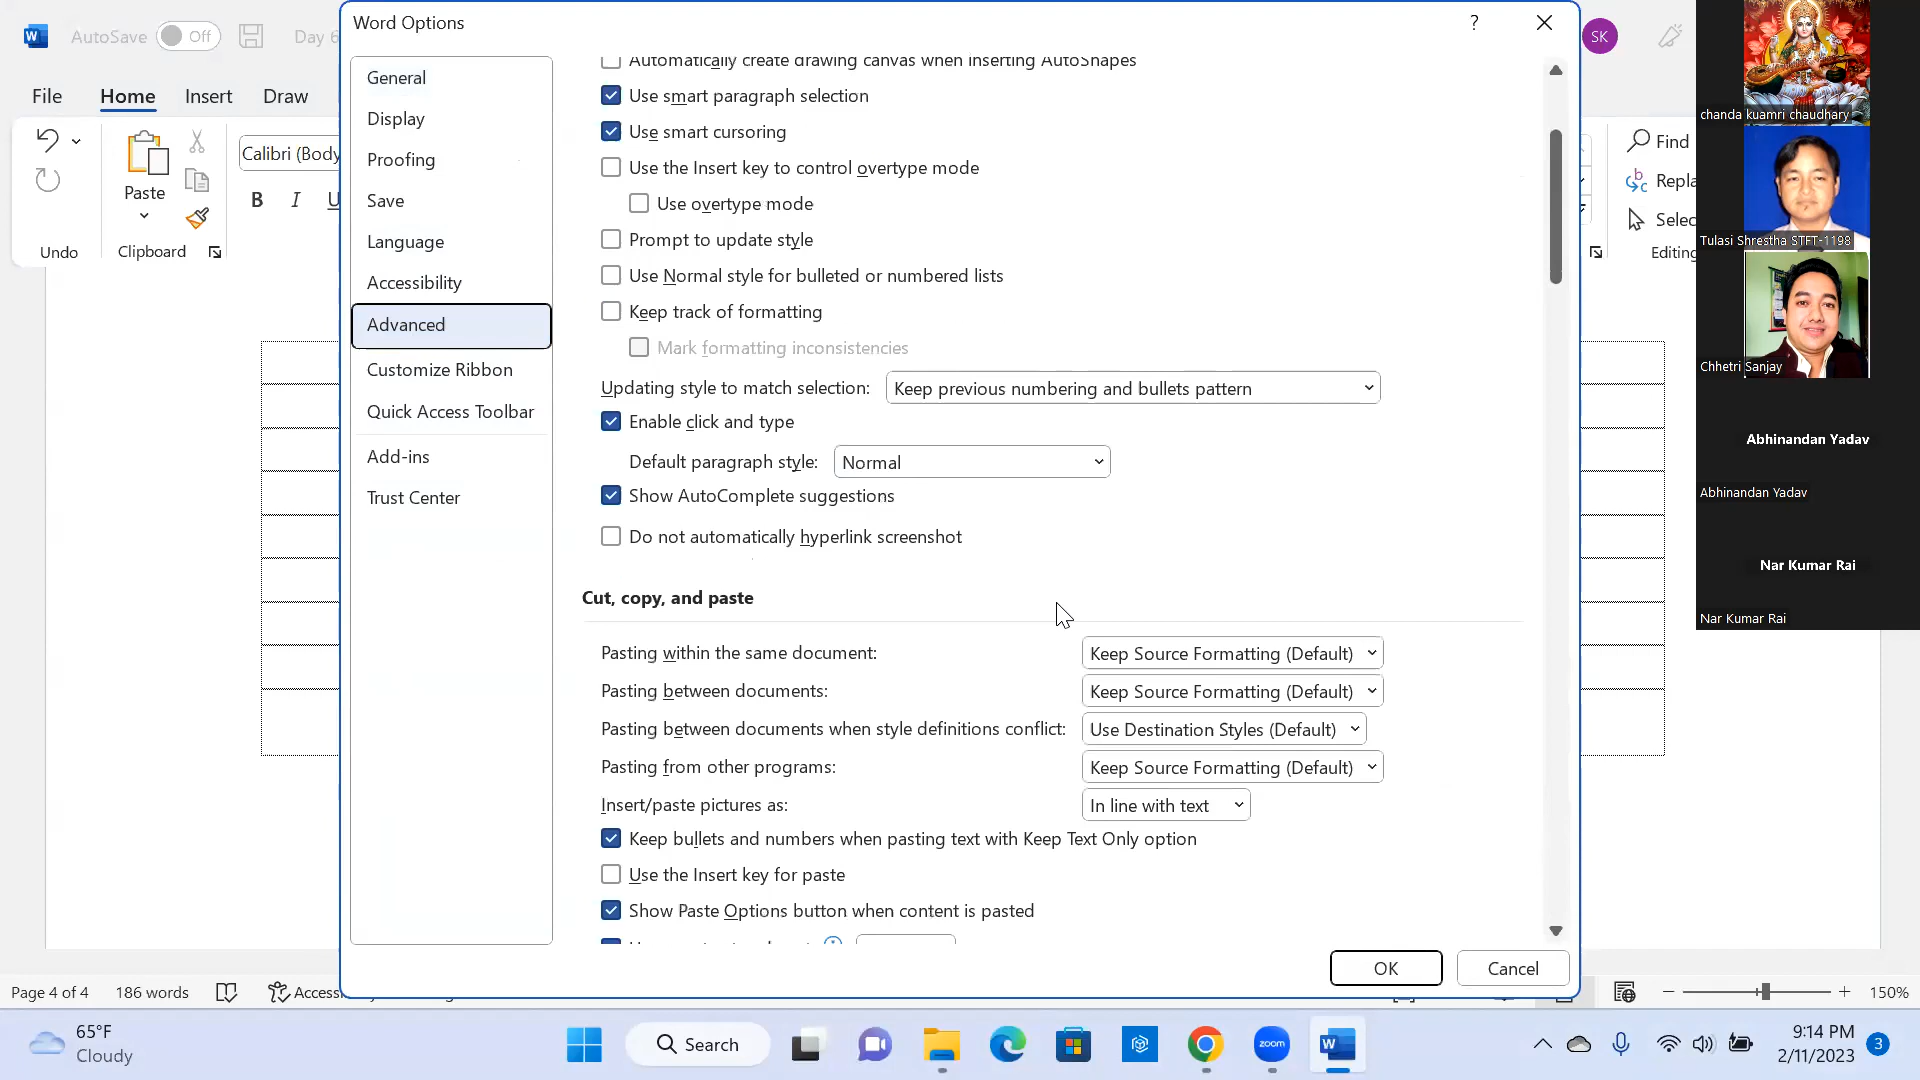 AutoSave Off Day 6
File Home Insert Draw
Paste
Undo
Clipboard
Calibri (Body
B I U
Word Options
?
General
Display
Proofing
Save
Language
Accessibility
Advanced
Customize Ribbon
Quick Access Toolbar
Add-ins
Trust Center
Automatically create drawing canvas when inserting AutoShapes
Use smart paragraph selection
Use smart cursoring
Use the Insert key to control overtype mode
Use overtype mode
Prompt to update style
Use Normal style for bulleted or numbered lists
Keep track of formatting
Mark formatting inconsistencies
Updating style to match selection: Keep previous numbering and bullets pattern
Enable click and type
Default paragraph style: Normal
Show AutoComplete suggestions
Do not automatically hyperlink screenshot
Cut, copy, and paste
Pasting within the same document: Keep Source Formatting (Default)
Pasting between documents: Keep Source Formatting (Default)
Pasting between documents when style definitions conflict: Use Destination Styles (Default)
Pasting from other programs: Keep Source Formatting (Default)
Insert/paste pictures as: In line with text
Keep bullets and numbers when pasting text with Keep Text Only option
Use the Insert key for paste
Show Paste Options button when content is pasted
OK Cancel
SK
Find
Repla
Selec
Editing
chanda kuamri chaudhary
Tulasi Shrestha STFT-1198
Chhetri Sanjay
Abhinandan Yadav
Abhinandan Yadav
Nar Kumar Rai
Nar Kumar Rai
Page 4 of 4 186 words Accessi
150%
65°F
Cloudy
Search
zoom
9:14 PM
2/11/2023
3